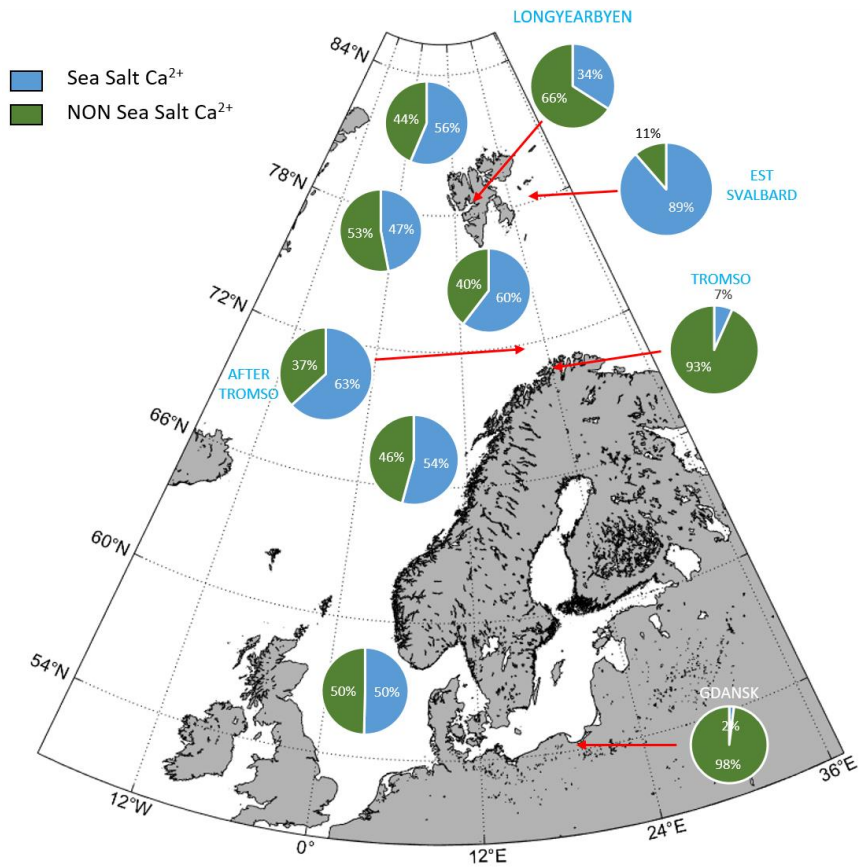 LONGYEARBYEN
84°N
Sea Salt Ca²⁺
NON Sea Salt Ca²⁺
34%
66%
44%
56%
11%
89%
EST
SVALBARD
78°N
53%
47%
40%
60%
TROMSO
7%
93%
72°N
37%
63%
AFTER
TROMSO
66°N
46%
54%
60°N
54°N
50%
50%
GDANSK
2%
98%
12°W
0°
12°E
24°E
36°E